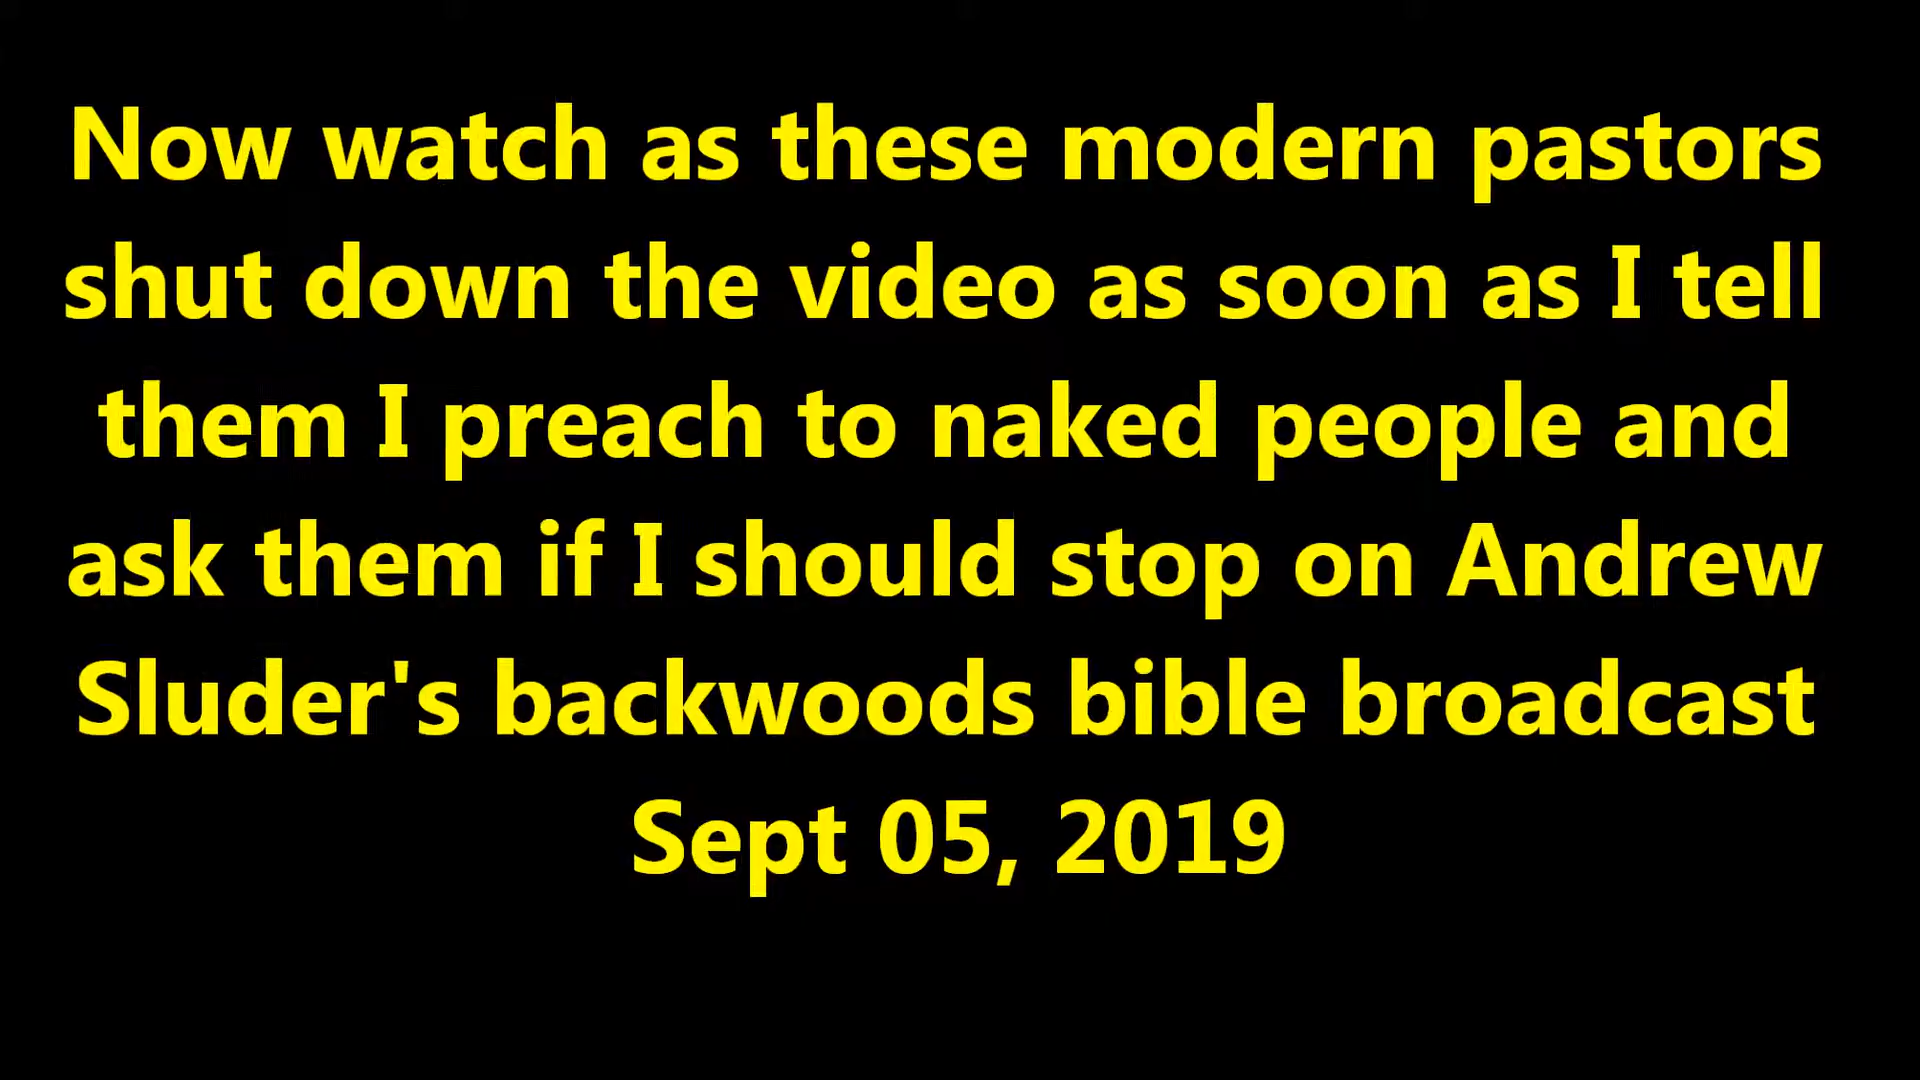 Now watch as these modern pastors
shut down the video as soon as I tell
them I preach to naked people and
ask them if I should stop on Andrew
Sluder's backwoods bible broadcast
Sept 05, 2019